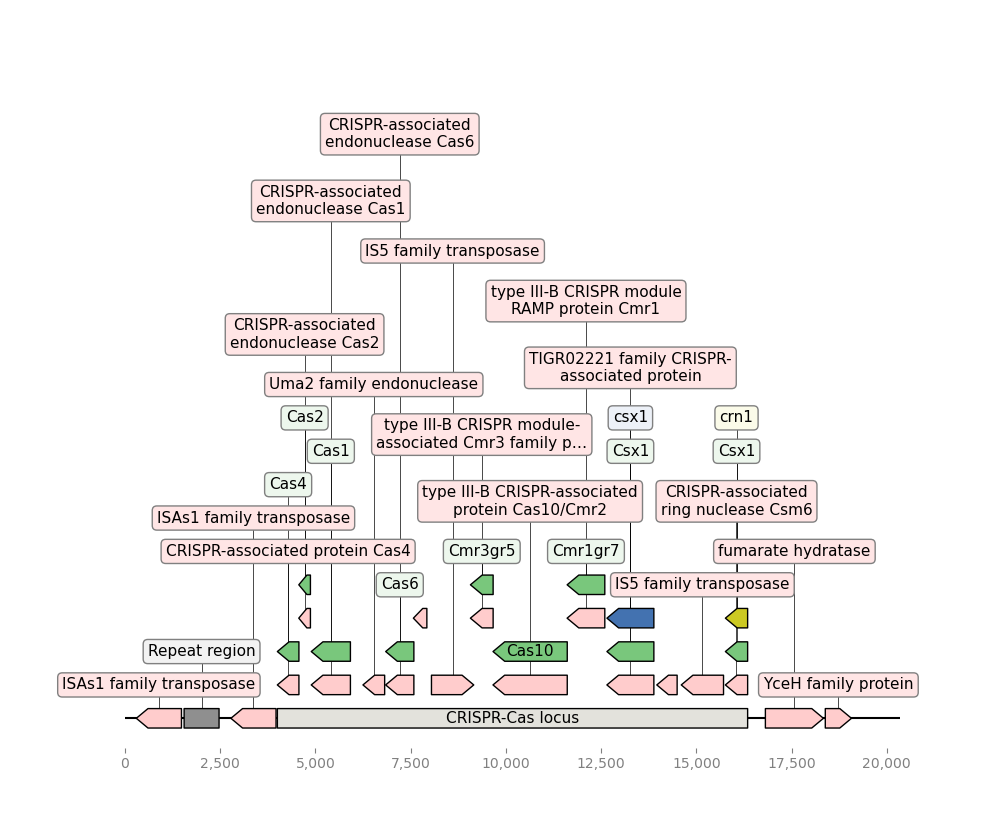 CRISPR-associated
endonuclease Cas6
CRISPR-associated
endonuclease Cas1
IS5 family transposase
type III-B CRISPR module
RAMP protein Cmr1
CRISPR-associated
endonuclease Cas2
TIGR02221 family CRISPR-
associated protein
Uma2 family endonuclease
Cas2
type III-B CRISPR module-
associated Cmr3 family p…
csx1
crn1
Cas1
Csx1
Csx1
Cas4
type III-B CRISPR-associated
protein Cas10/Cmr2
CRISPR-associated
ring nuclease Csm6
ISAs1 family transposase
CRISPR-associated protein Cas4
Cmr3gr5
Cmr1gr7
fumarate hydratase
Cas6
IS5 family transposase
Repeat region
Cas10
ISAs1 family transposase
YceH family protein
CRISPR-Cas locus
0
2,500
5,000
7,500
10,000
12,500
15,000
17,500
20,000